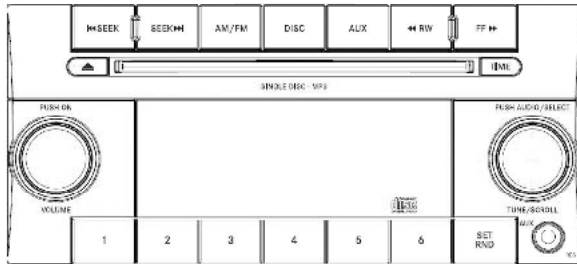 ⏮SEEK SEEK⏭ AM/FM DISC AUX ◀◀ RW FF ▶▶
TIME
SINGLE DISC - MP3
PUSH ON PUSH AUDIO/SELECT
VOLUME TUNE/SCROLL
AUX
1 2 3 4 5 6 SET
RND